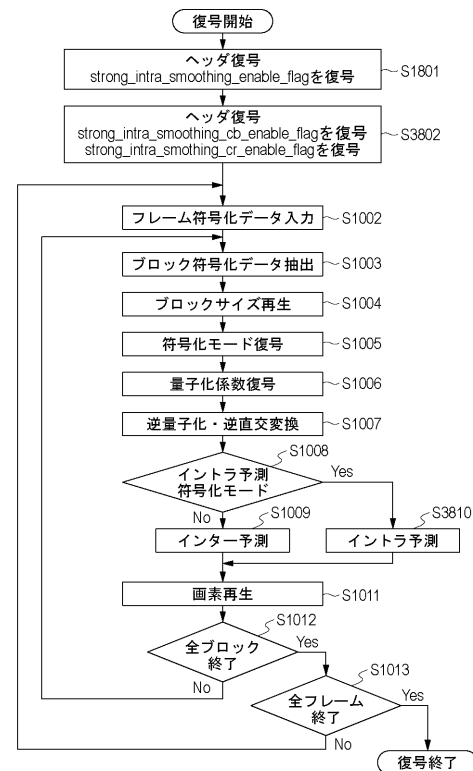 復号開始
ヘッダ復号
strong_intra_smoothing_enable_flagを復号
S1801
ヘッダ復号
strong_intra_smoothing_cb_enable_flagを復号
strong_intra_smothing_cr_enable_flagを復号
S3802
フレーム符号化データ入力
S1002
ブロック符号化データ抽出
S1003
ブロックサイズ再生
S1004
符号化モード復号
S1005
量子化係数復号
S1006
逆量子化・逆直交変換
S1007
S1008
イントラ予測
符号化モード
Yes
No
S1009
S3810
インター予測
イントラ予測
画素再生
S1011
S1012
全ブロック
終了
Yes
No
S1013
全フレーム
終了
Yes
No
復号終了